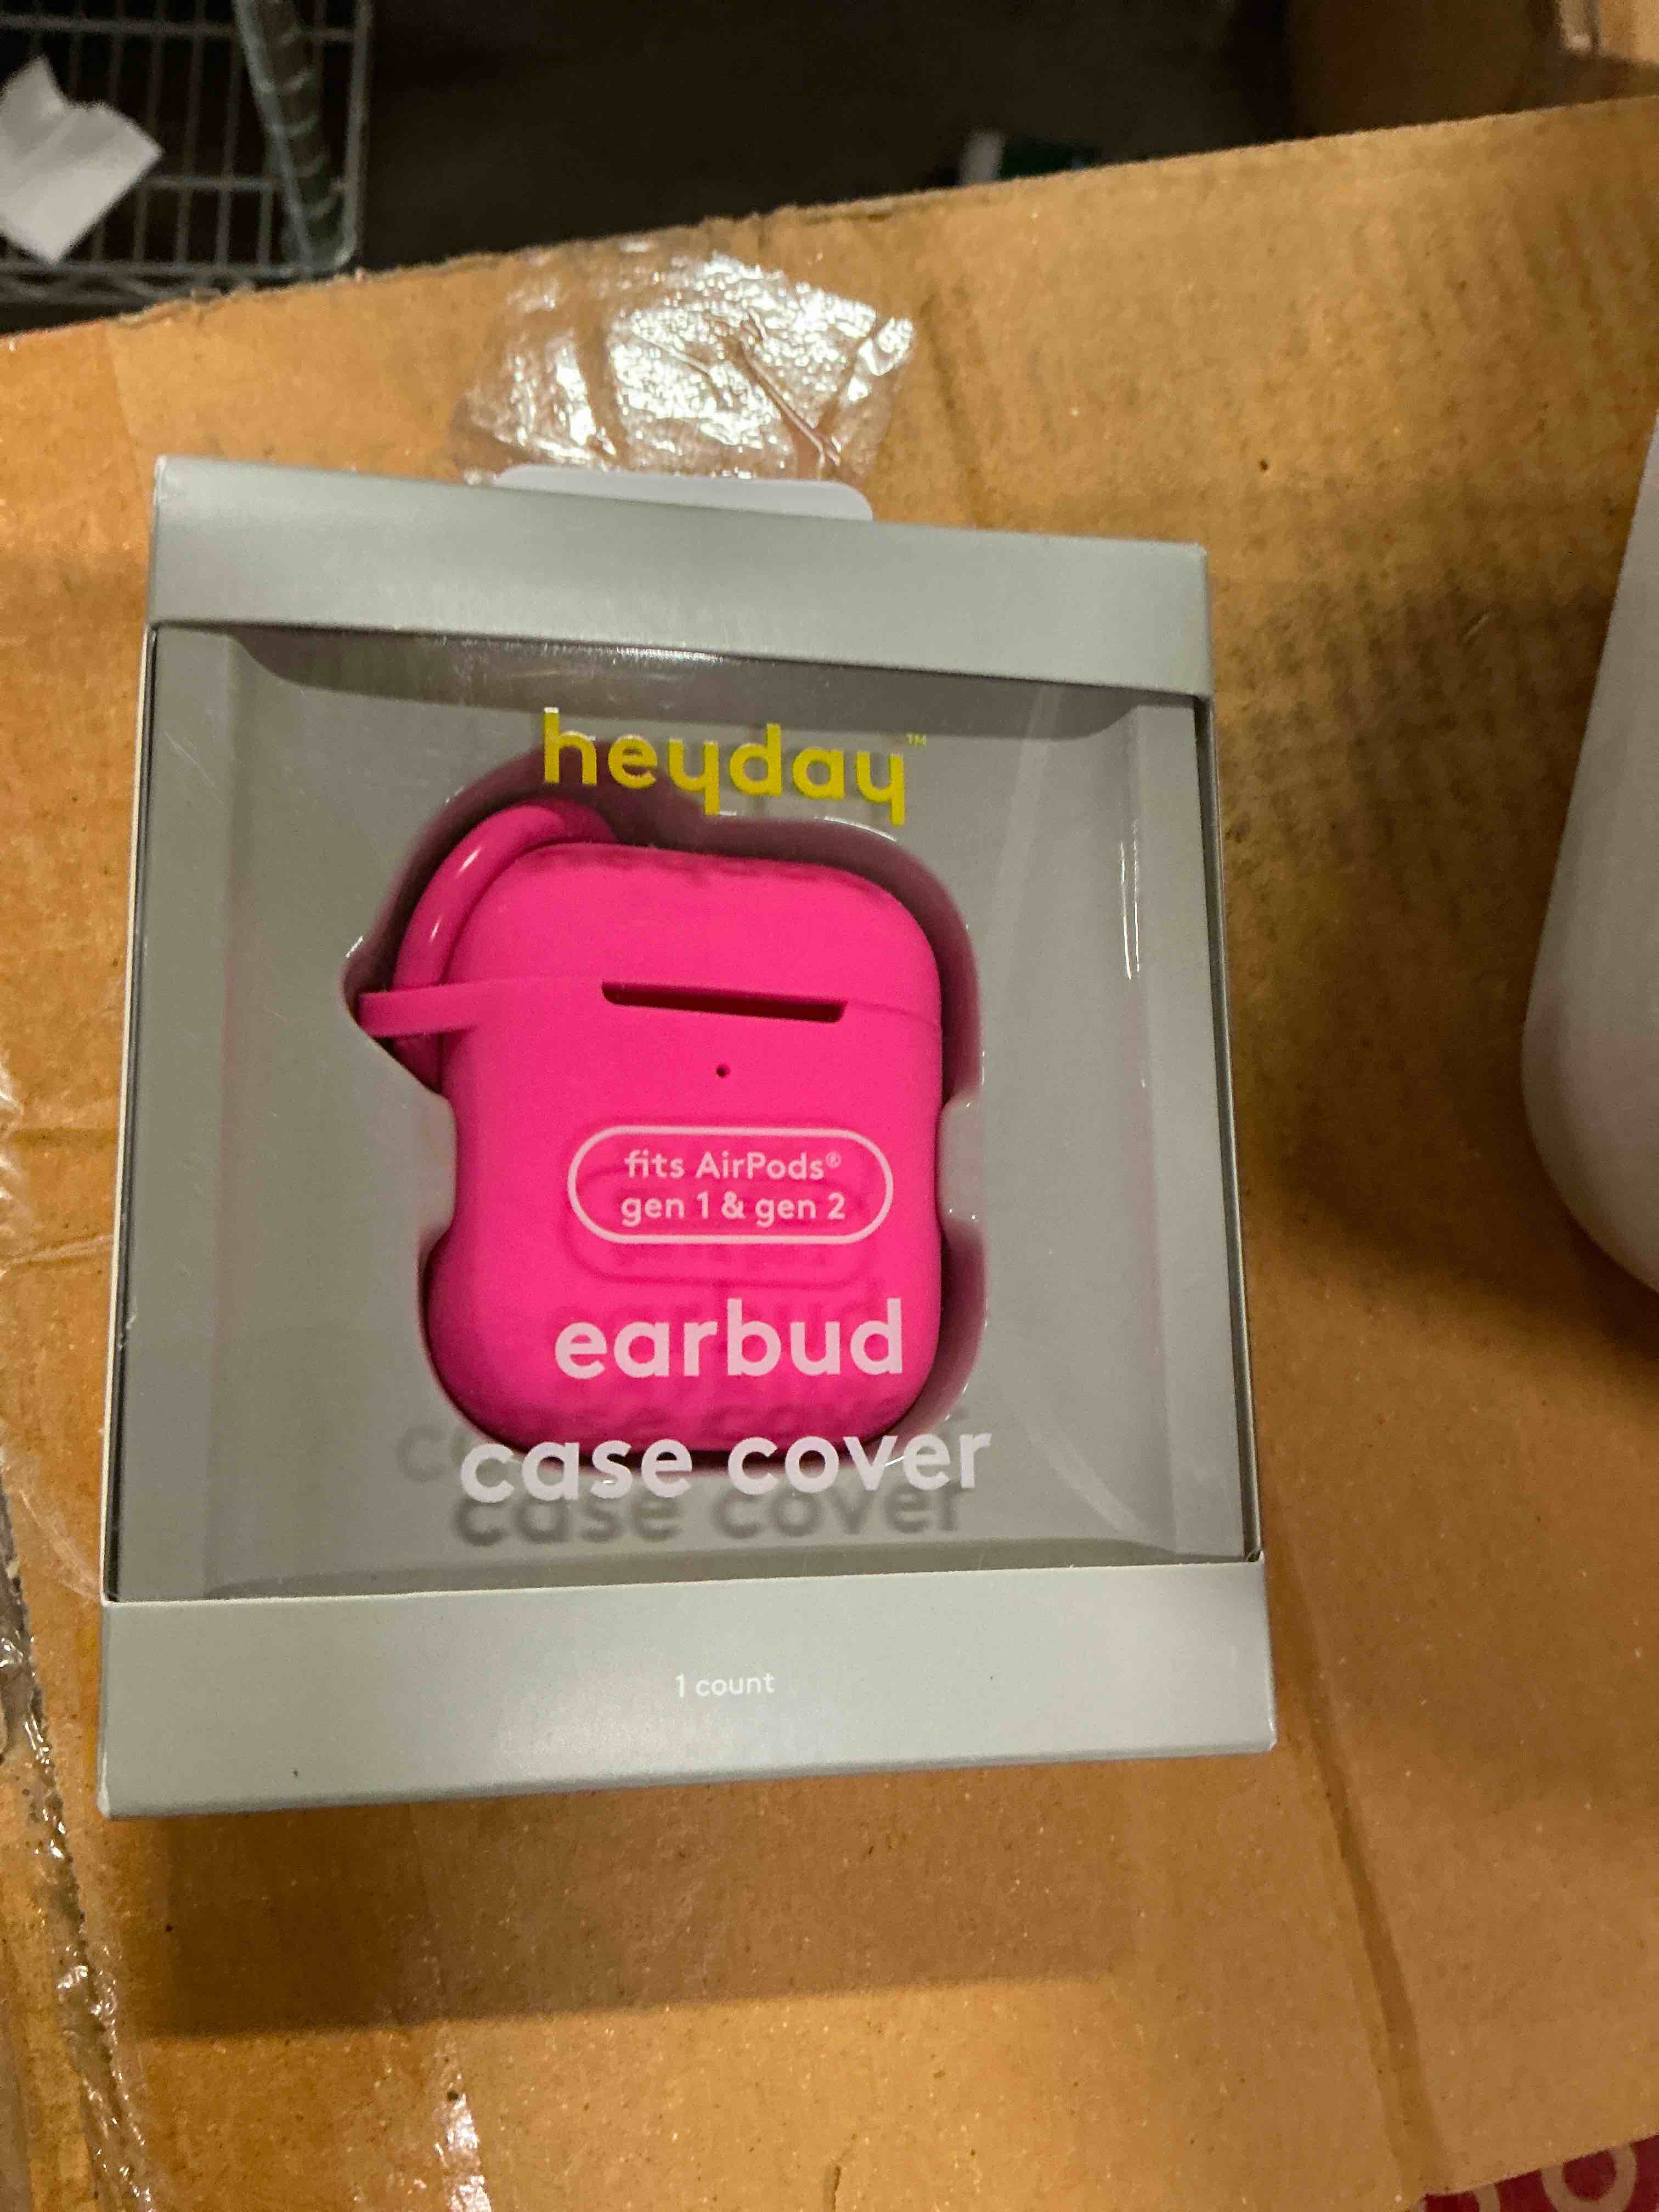 heyday™
fits AirPods®
gen 1 & gen 2
earbud
case cover
1 count